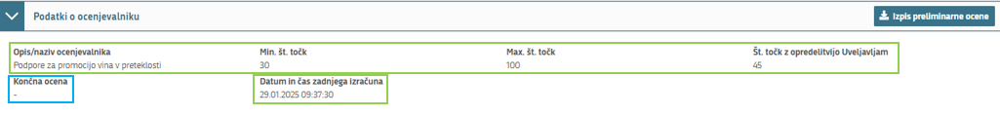 Podatki o ocenjevalniku
Izpis preliminarne ocene
Opis/naziv ocenjevalnika Min. št. točk Max. št. točk Št. točk z opredelitvijo Uveljavljam
Podpore za promocijo vina v preteklosti 30 100 45
Končna ocena Datum in čas zadnjega izračuna
- 29.01.2025 09:37:30